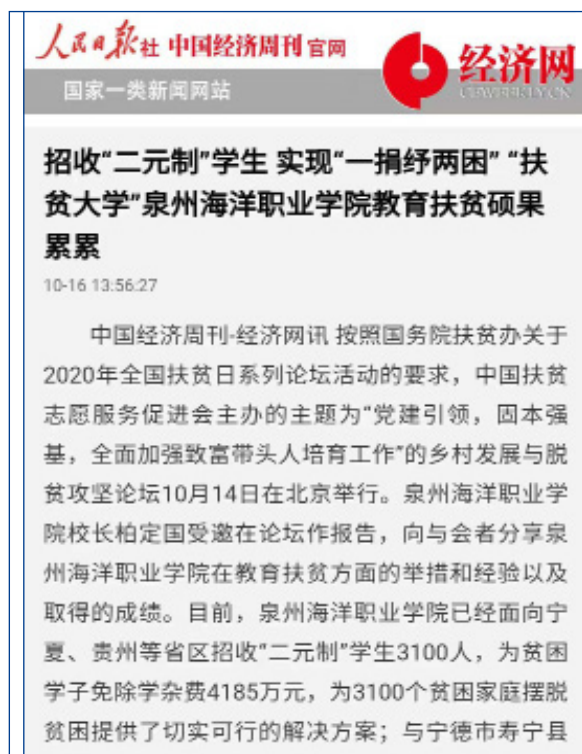 人民日报社 中国经济周刊 官网
国家一类新闻网站
经济网
CEWEEKLY.CN
招收“二元制”学生 实现“一捐纾两困” “扶
贫大学”泉州海洋职业学院教育扶贫硕果
累累
10-16 13:56:27
中国经济周刊-经济网讯 按照国务院扶贫办关于
2020年全国扶贫日系列论坛活动的要求，中国扶贫
志愿服务促进会主办的主题为“党建引领，固本强
基，全面加强致富带头人培育工作”的乡村发展与脱
贫攻坚论坛10月14日在北京举行。泉州海洋职业学
院校长柏定国受邀在论坛作报告，向与会者分享泉
州海洋职业学院在教育扶贫方面的举措和经验以及
取得的成绩。目前，泉州海洋职业学院已经面向宁
夏、贵州等省区招收“二元制”学生3100人，为贫困
学子免除学杂费4185万元，为3100个贫困家庭摆脱
贫困提供了切实可行的解决方案；与宁德市寿宁县